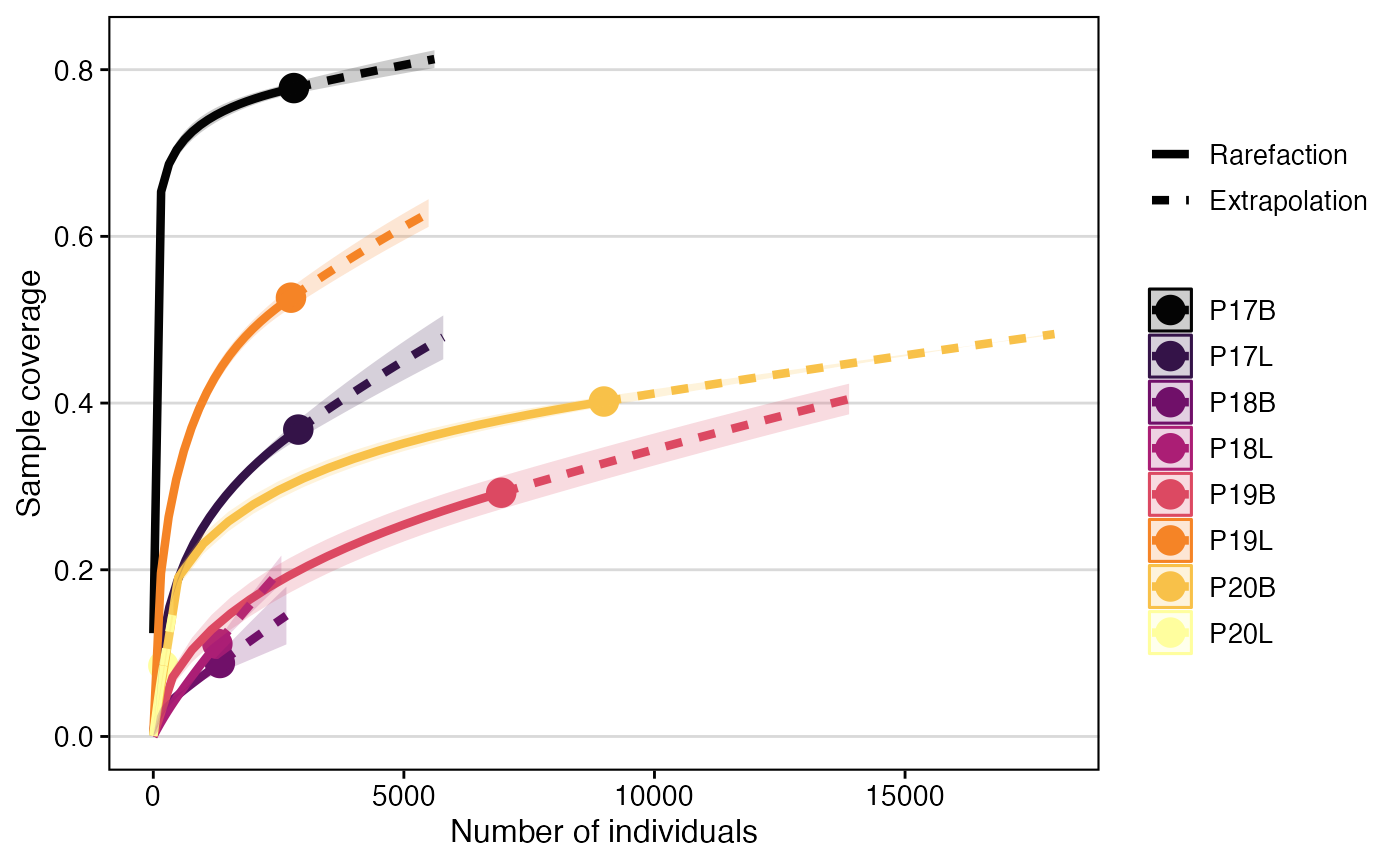 0.8
0.6
0.4
0.2
0.0
Sample coverage
0
5000
10000
15000
Number of individuals
Rarefaction
Extrapolation
P17B
P17L
P18B
P18L
P19B
P19L
P20B
P20L